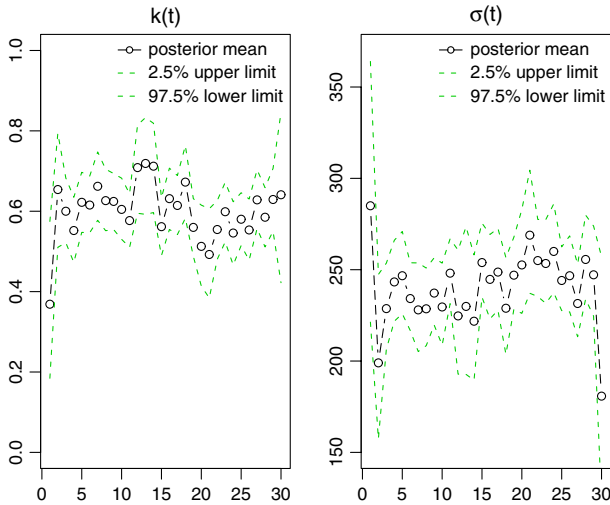 k(t)
posterior mean
2.5% upper limit
97.5% lower limit
1.0
0.8
0.6
0.4
0.2
0.0
0 5 10 15 20 25 30
σ(t)
posterior mean
2.5% upper limit
97.5% lower limit
350
300
250
200
150
0 5 10 15 20 25 30